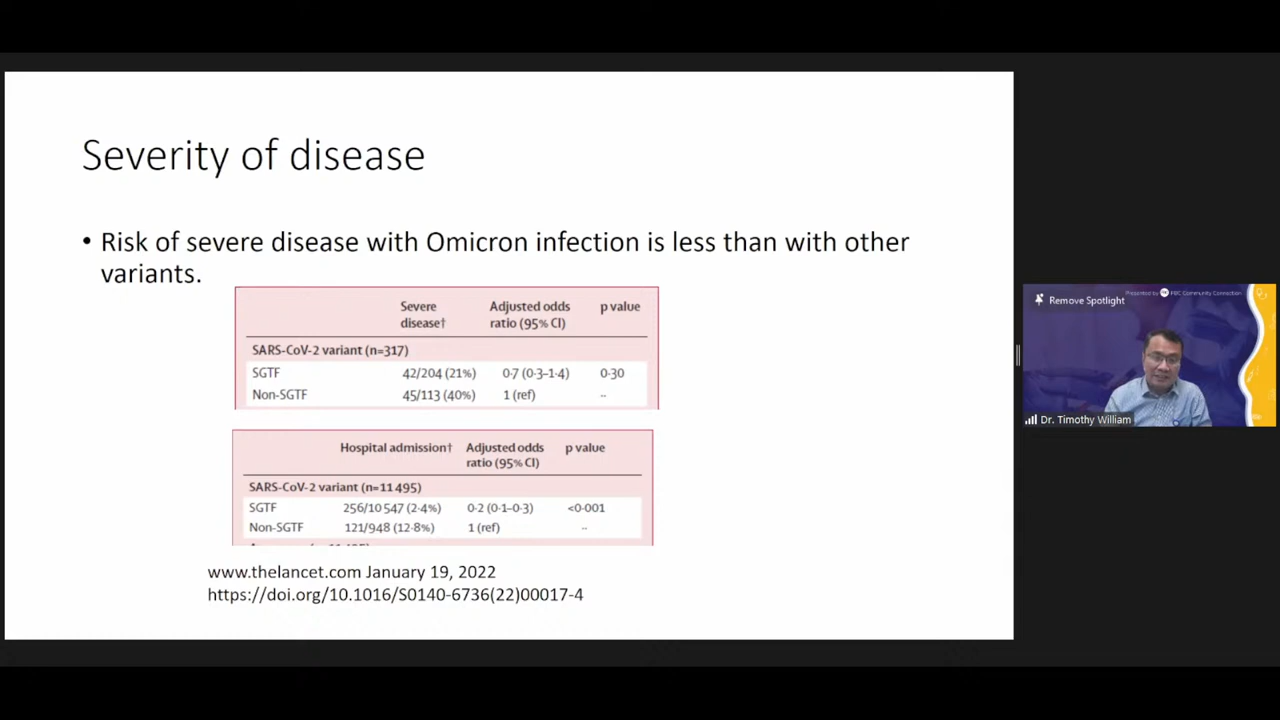 Severity of disease
• Risk of severe disease with Omicron infection is less than with other
variants.
Severe Adjusted odds p value
disease† ratio (95% CI)
SARS-CoV-2 variant (n=317)
SGTF 42/204 (21%) 0·7 (0·3–1·4) 0·30
Non-SGTF 45/113 (40%) 1 (ref) ··
Hospital admission† Adjusted odds p value
ratio (95% CI)
SARS-CoV-2 variant (n=11 495)
SGTF 256/10 547 (2·4%) 0·2 (0·1–0·3) <0·001
Non-SGTF 121/948 (12·8%) 1 (ref) ··
www.thelancet.com January 19, 2022
https://doi.org/10.1016/S0140-6736(22)00017-4
Presented by FBC Community Connection
Remove Spotlight
Dr. Timothy William